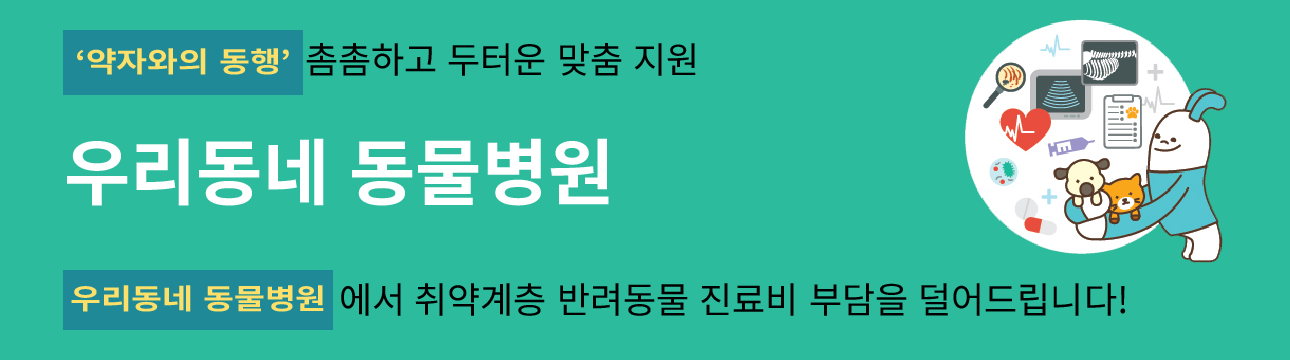 ‘약자와의 동행’ 촘촘하고 두터운 맞춤 지원
우리동네 동물병원
우리동네 동물병원 에서 취약계층 반려동물 진료비 부담을 덜어드립니다!